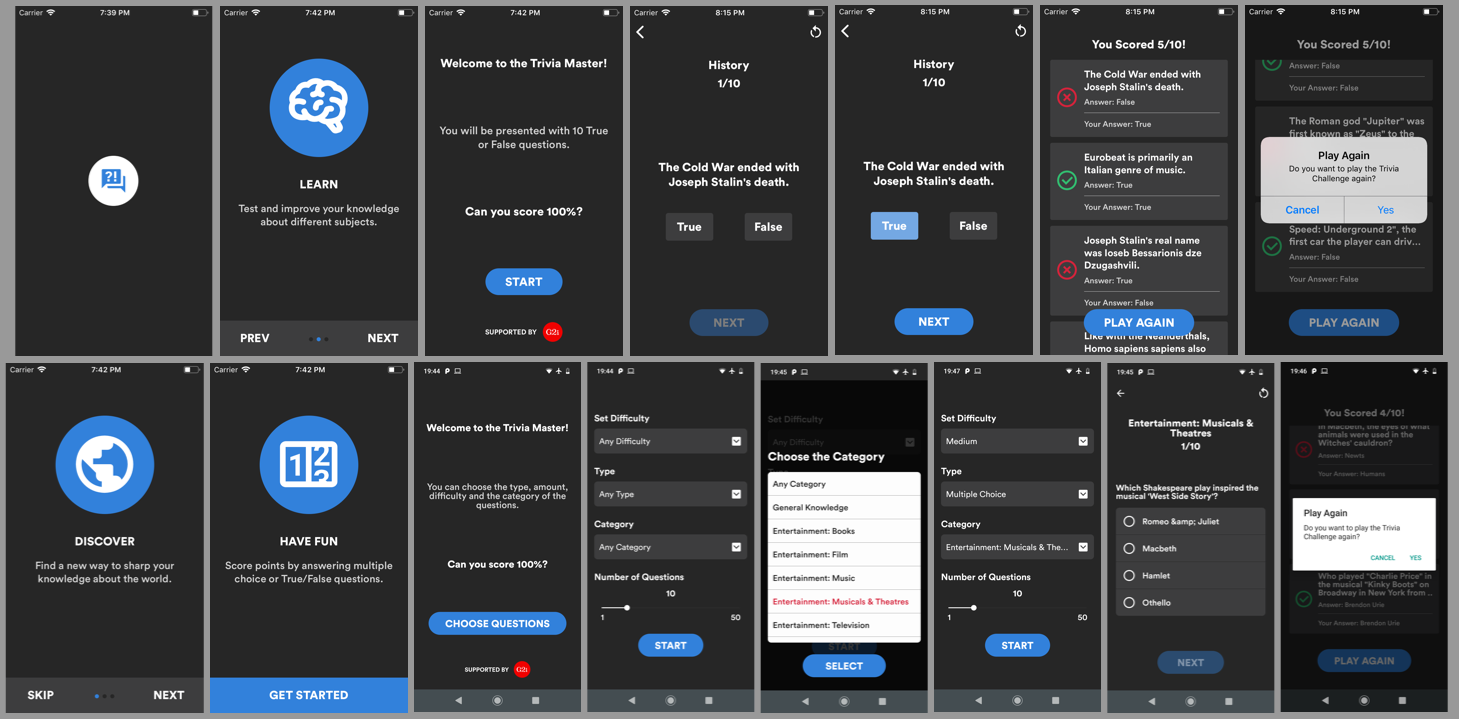 Carrier 7:39 PM
?!
Carrier 7:42 PM
LEARN
Test and improve your knowledge
about different subjects.
PREV NEXT
Carrier 7:42 PM
Welcome to the Trivia Master!
You will be presented with 10 True
or False questions.
Can you score 100%?
START
SUPPORTED BY G2i
Carrier 8:15 PM
History
1/10
The Cold War ended with
Joseph Stalin's death.
True False
NEXT
Carrier 8:15 PM
History
1/10
The Cold War ended with
Joseph Stalin's death.
True False
NEXT
Carrier 8:15 PM
You Scored 5/10!
The Cold War ended with
Joseph Stalin's death.
Answer: False
Your Answer: True
Eurobeat is primarily an
Italian genre of music.
Answer: True
Your Answer: True
Joseph Stalin's real name
was Ioseb Bessarionis dze
Dzugashvili.
Answer: True
Your Answer: False
PLAY AGAIN
Like with the Neanderthals,
Homo sapiens sapiens also
Carrier 8:15 PM
You Scored 5/10!
Answer: False
Your Answer: False
The Roman god "Jupiter" was
first known as "Zeus" to the
Play Again
Do you want to play the Trivia
Challenge again?
Cancel Yes
Speed: Underground 2", the
first car the player can driv...
Answer: False
Your Answer: False
PLAY AGAIN
Carrier 7:42 PM
DISCOVER
Find a new way to sharp your
knowledge about the world.
SKIP NEXT
Carrier 7:42 PM
1 2 3
HAVE FUN
Score points by answering multiple
choice or True/False questions.
GET STARTED
19:44
Welcome to the Trivia Master!
You can choose the type, amount,
difficulty and the category of the
questions.
Can you score 100%?
CHOOSE QUESTIONS
SUPPORTED BY G2i
19:44
Set Difficulty
Any Difficulty
Type
Any Type
Category
Any Category
Number of Questions
10
1 50
START
19:45
Set Difficulty
Any Difficulty
Choose the Category
Any Category
General Knowledge
Entertainment: Books
Entertainment: Film
Entertainment: Music
Entertainment: Musicals & Theatres
Entertainment: Television
START
SELECT
19:47
Set Difficulty
Medium
Type
Multiple Choice
Category
Entertainment: Musicals & The...
Number of Questions
10
1 50
START
19:45
Entertainment: Musicals &
Theatres
1/10
Which Shakespeare play inspired the
musical 'West Side Story'?
Romeo &amp; Juliet
Macbeth
Hamlet
Othello
NEXT
19:46
You Scored 4/10!
In Macbeth, the eyes of what
animals were used in the
Witches' cauldron?
Answer: Newts
Your Answer: Humans
Play Again
Do you want to play the Trivia
Challenge again?
CANCEL YES
Who played "Charlie Price" in
the musical "Kinky Boots" on
Broadway in New York from ..
Answer: Brendon Urie
Your Answer: Brendon Urie
PLAY AGAIN